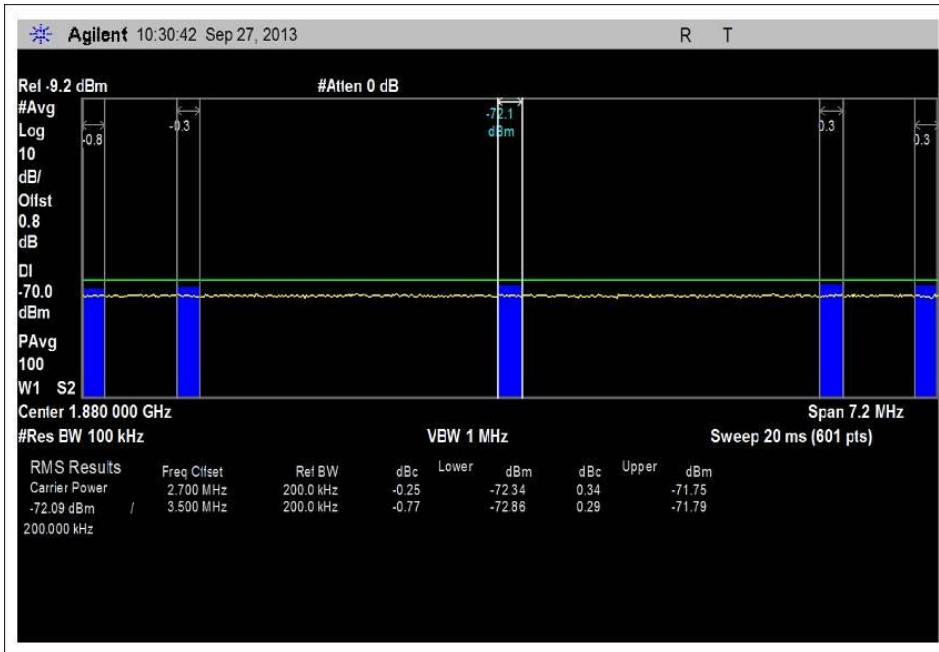 Agilent 10:30:42 Sep 27, 2013 R T
Ref -9.2 dBm #Atten 0 dB
#Avg
Log
10
dB/
Offst
0.8
dB
DI
-70.0
dBm
PAvg
100
W1 S2
-0.8
-0.3
-72.1
dBm
0.3
0.3
Center 1.880 000 GHz Span 7.2 MHz
#Res BW 100 kHz VBW 1 MHz Sweep 20 ms (601 pts)
RMS Results Freq Offset Ref BW dBc Lower dBm dBc Upper dBm
Carrier Power 2.700 MHz 200.0 kHz -0.25 -72.34 0.34 -71.75
-72.09 dBm / 3.500 MHz 200.0 kHz -0.77 -72.86 0.29 -71.79
200.000 kHz